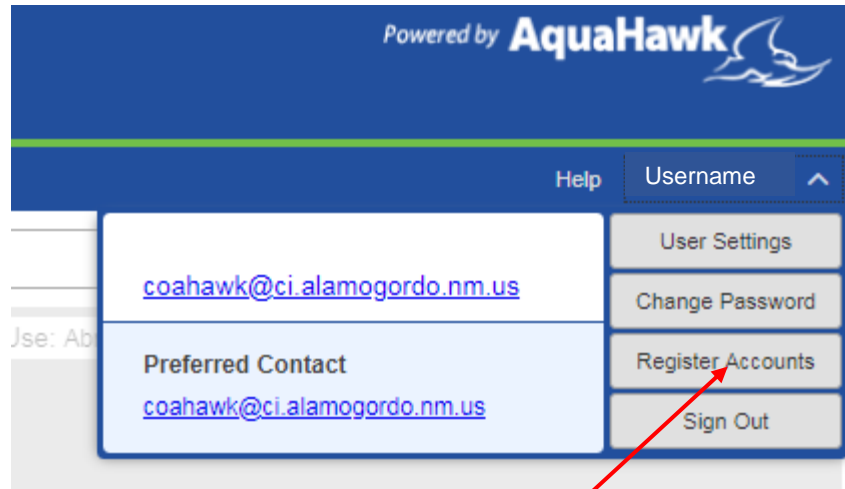 Powered by AquaHawk
Help Username
User Settings
coahawk@ci.alamogordo.nm.us
Change Password
Use: Ab
Preferred Contact
Register Accounts
coahawk@ci.alamogordo.nm.us
Sign Out